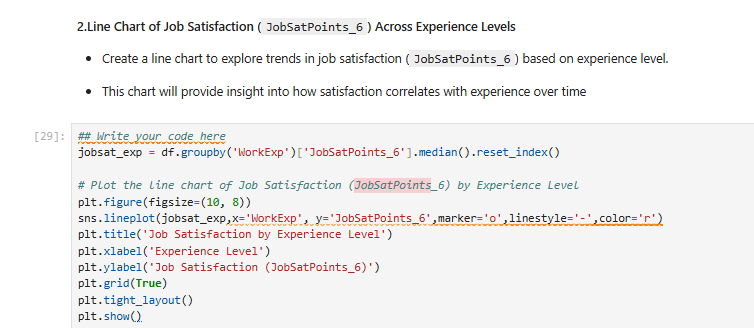 2.Line Chart of Job Satisfaction ( JobSatPoints_6 ) Across Experience Levels
• Create a line chart to explore trends in job satisfaction ( JobSatPoints_6 ) based on experience level.
• This chart will provide insight into how satisfaction correlates with experience over time
[29]: ## Write your code here
jobsat_exp = df.groupby('WorkExp')['JobSatPoints_6'].median().reset_index()
# Plot the line chart of Job Satisfaction (JobSatPoints_6) by Experience Level
plt.figure(figsize=(10, 8))
sns.lineplot(jobsat_exp,x='WorkExp', y='JobSatPoints_6',marker='o',linestyle='-',color='r')
plt.title('Job Satisfaction by Experience Level')
plt.xlabel('Experience Level')
plt.ylabel('Job Satisfaction (JobSatPoints_6)')
plt.grid(True)
plt.tight_layout()
plt.show()